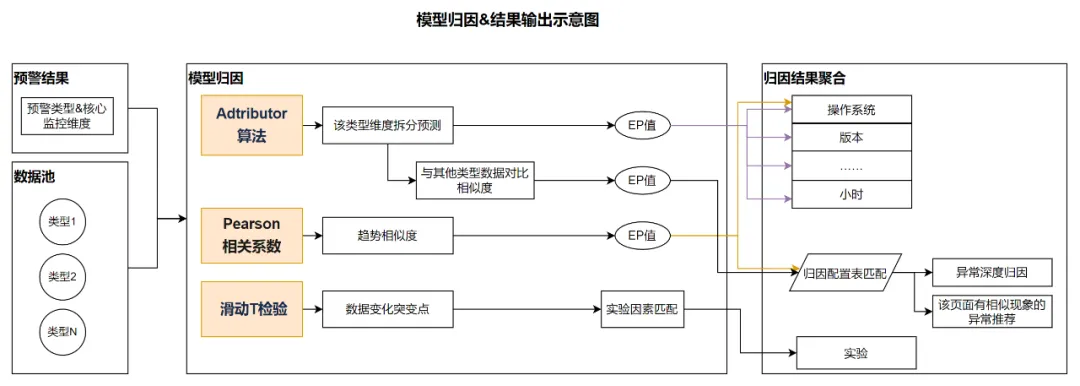 模型归因&结果输出示意图
预警结果
预警类型&核心
监控维度
数据池
类型1
类型2
类型N
模型归因
Adtributor
算法
该类型维度拆分预测
EP值
与其他类型数据对比
相似度
EP值
Pearson
相关系数
趋势相似度
EP值
滑动T检验
数据变化突变点
实验因素匹配
归因结果聚合
操作系统
版本
……
小时
归因配置表匹配
异常深度归因
该页面有相似现象的
异常推荐
实验